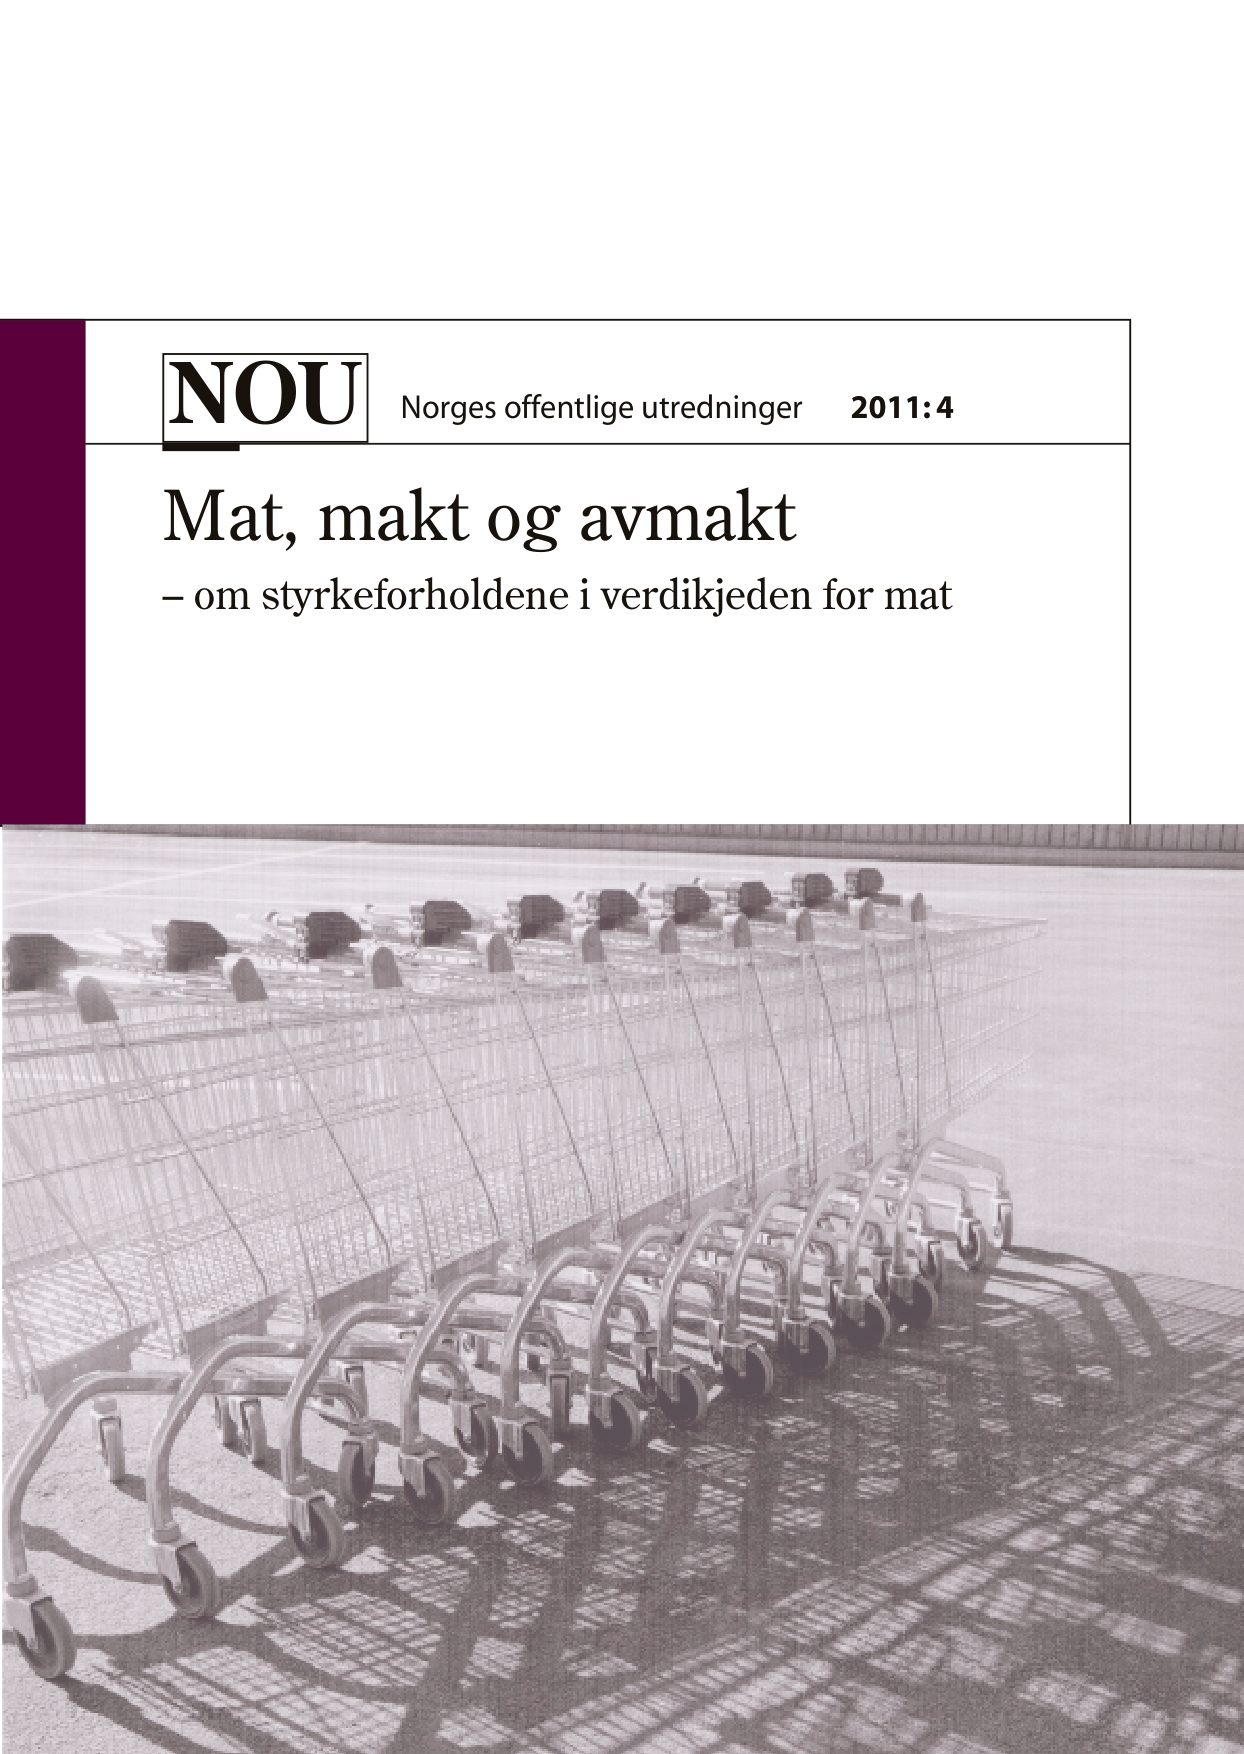 NOU Norges offentlige utredninger 2011: 4
Mat, makt og avmakt
– om styrkeforholdene i verdikjeden for mat